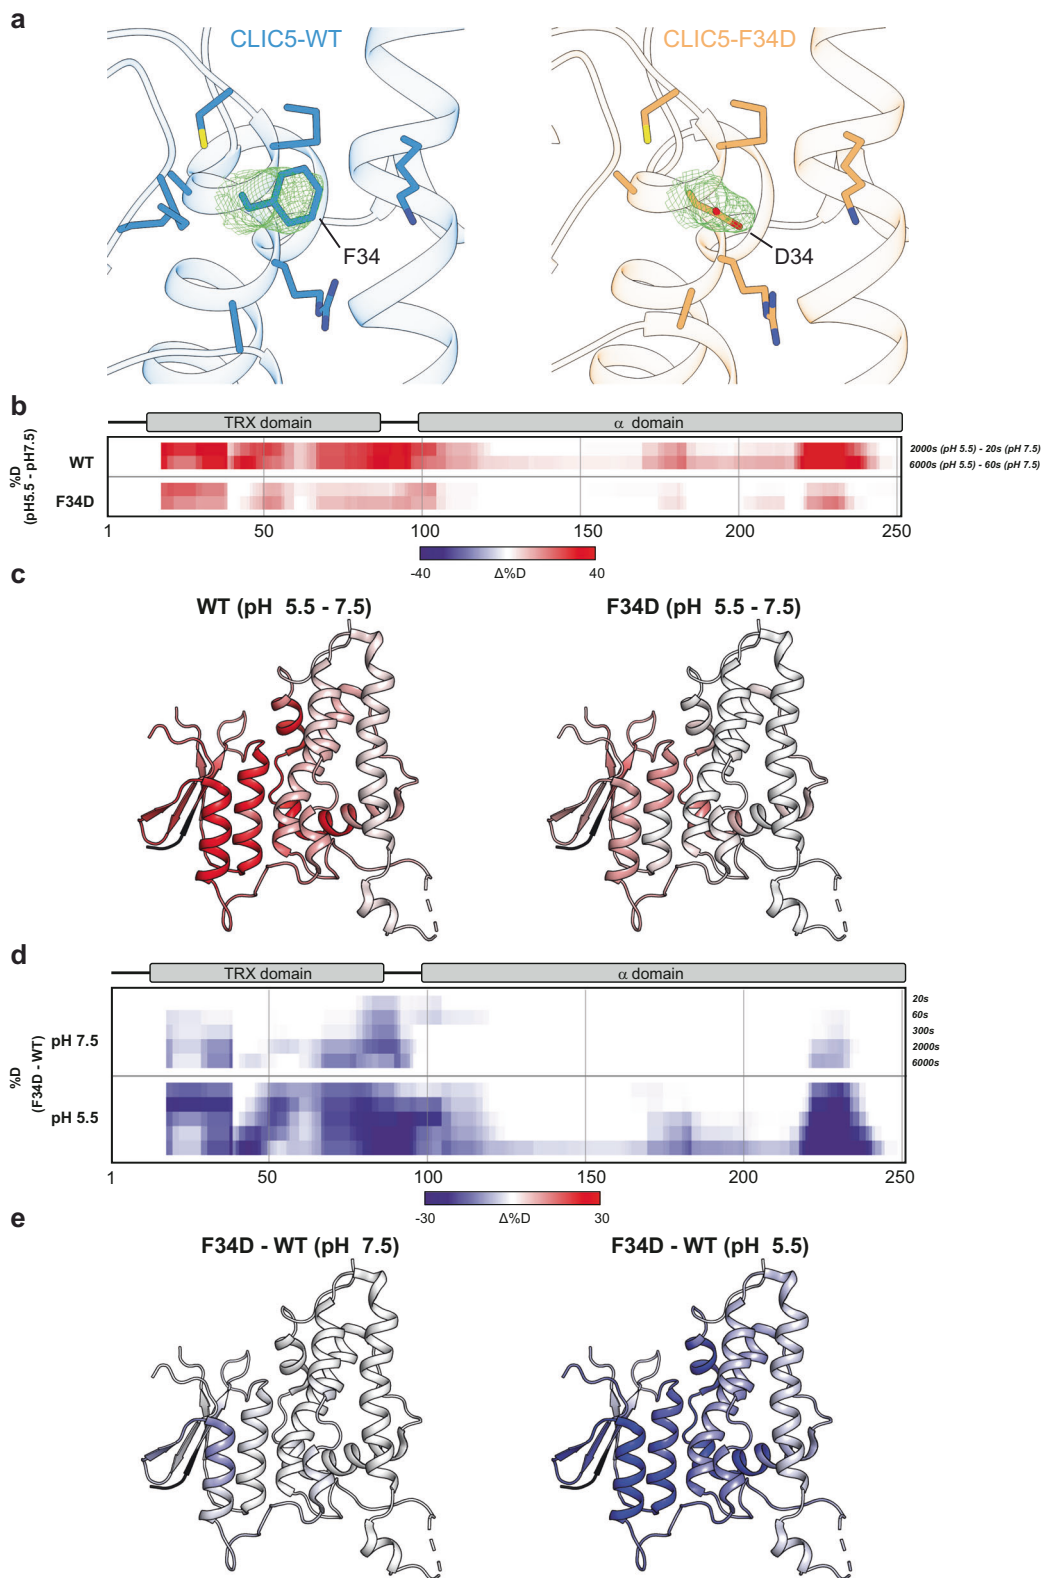 a
CLIC5-WT
CLIC5-F34D
F34
D34
b
TRX domain
α domain
%D
(pH5.5 - pH7.5)
WT
F34D
2000s (pH 5.5) - 20s (pH 7.5)
6000s (pH 5.5) - 60s (pH 7.5)
1 50 100 150 200 250
-40 Δ%D 40
c
WT (pH 5.5 - 7.5)
F34D (pH 5.5 - 7.5)
d
TRX domain
α domain
%D
(F34D - WT)
pH 7.5
pH 5.5
20s
60s
300s
2000s
6000s
1 50 100 150 200 250
-30 Δ%D 30
e
F34D - WT (pH 7.5)
F34D - WT (pH 5.5)